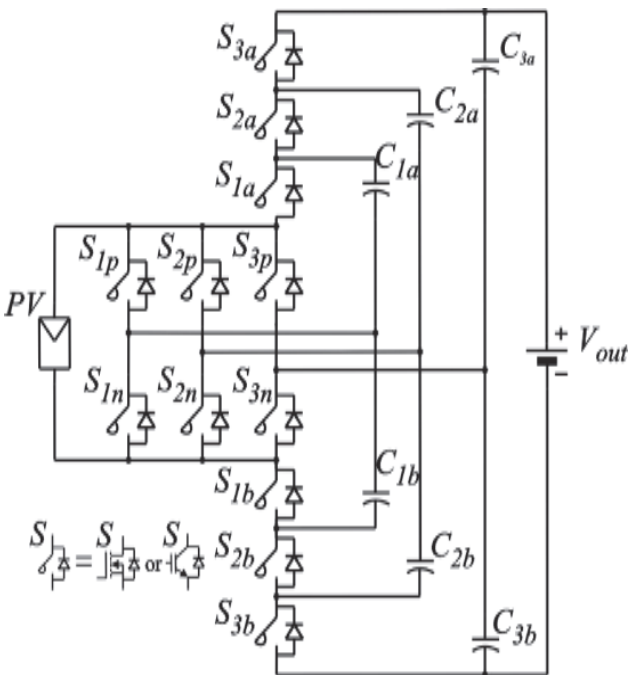 S3a
C3a
S2a
C2a
C1a
S1a
S1p
S2p
S3p
PV
+
Vout
−
S1n
S2n
S3n
S1b
C1b
S = S or S
S2b
C2b
S3b
C3b